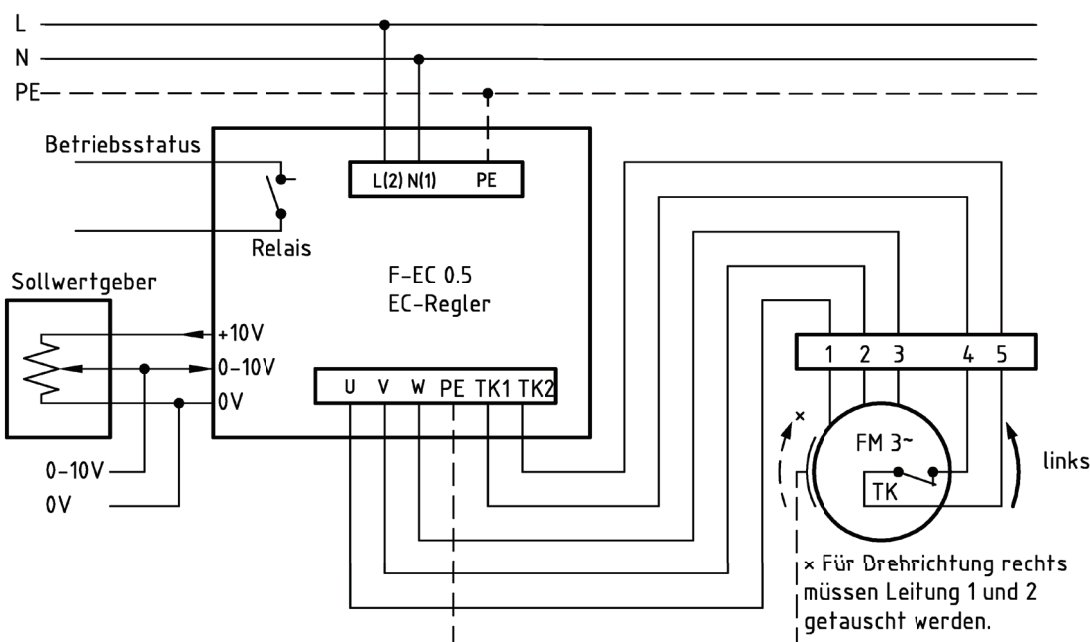 L
N
PE
Betriebsstatus
L(2) N(1) PE
Relais
F-EC 0.5
EC-Regler
Sollwertgeber
+10V
0-10V
0V
U V W PE TK1 TK2
0-10V
0V
1 2 3 4 5
×
FM 3~
TK
links
× Für Drehrichtung rechts
müssen Leitung 1 und 2
getauscht werden.